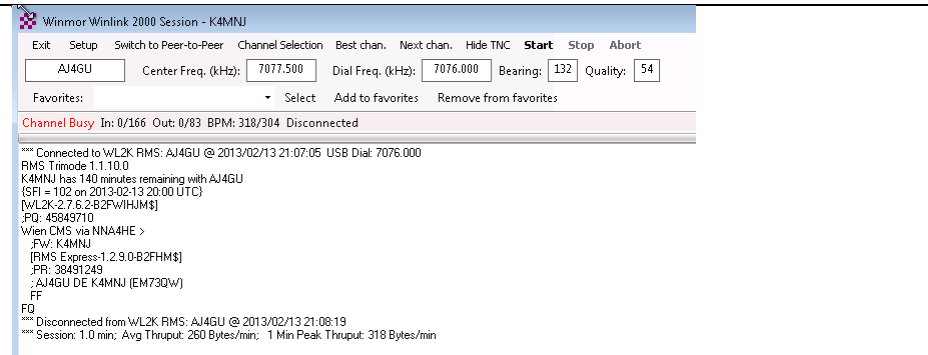 Winmor Winlink 2000 Session - K4MNJ
Exit Setup Switch to Peer-to-Peer Channel Selection Best chan. Next chan. Hide TNC Start Stop Abort
AJ4GU Center Freq. (kHz): 7077.500 Dial Freq. (kHz): 7076.000 Bearing: 132 Quality: 54
Favorites: Select Add to favorites Remove from favorites
Channel Busy In: 0/166 Out: 0/83 BPM: 318/304 Disconnected
*** Connected to WL2K RMS: AJ4GU @ 2013/02/13 21:07:05 USB Dial: 7076.000
RMS Trimode 1.1.10.0
K4MNJ has 140 minutes remaining with AJ4GU
{SFI = 102 on 2013-02-13 20:00 UTC}
[WL2K-2.7.6.2-B2FWIHJM$]
;PQ: 45849710
Wien CMS via NNA4HE >
;FW: K4MNJ
[RMS Express-1.2.9.0-B2FHM$]
;PR: 38491249
; AJ4GU DE K4MNJ (EM73QW)
FF
FQ
*** Disconnected from WL2K RMS: AJ4GU @ 2013/02/13 21:08:19
*** Session: 1.0 min; Avg Thruput: 260 Bytes/min; 1 Min Peak Thruput: 318 Bytes/min